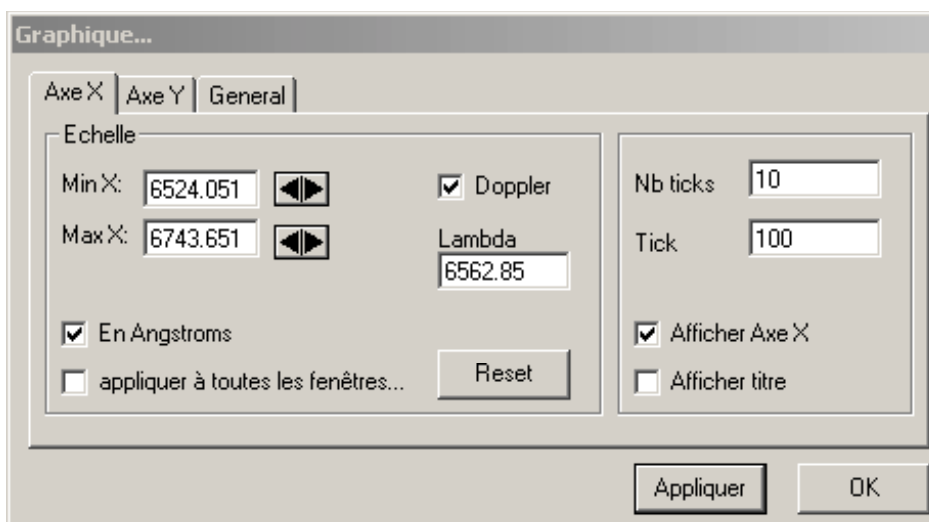 Graphique...
Axe X Axe Y General
Echelle
Min X: 6524.051
Doppler
Max X: 6743.651
Lambda
6562.85
En Angstroms
appliquer à toutes les fenêtres...
Reset
Nb ticks 10
Tick 100
Afficher Axe X
Afficher titre
Appliquer OK